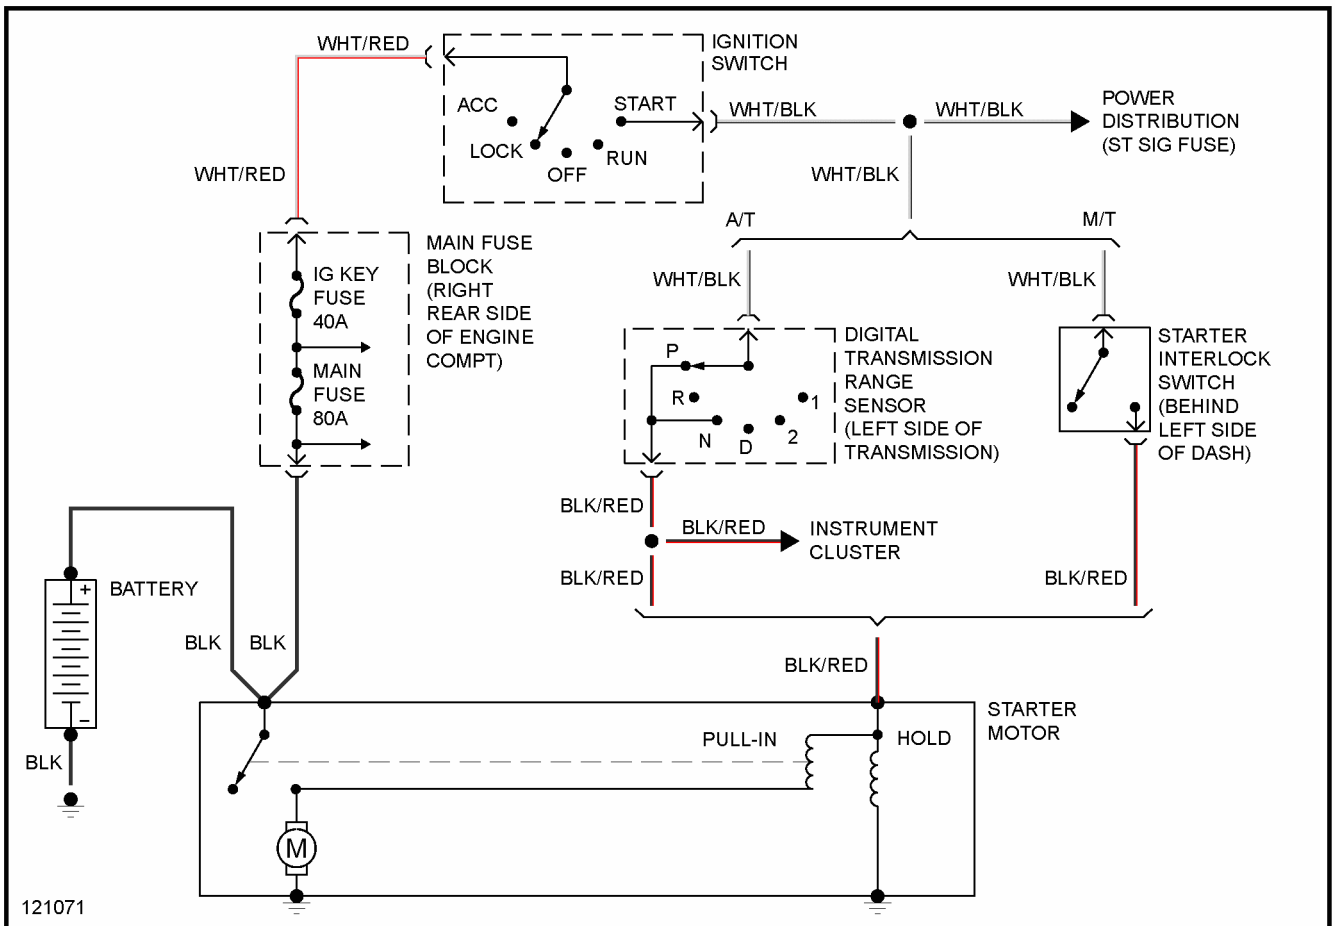 WHT/RED
IGNITION
SWITCH
ACC
START
LOCK
RUN
OFF
WHT/BLK
WHT/BLK
POWER
DISTRIBUTION
(ST SIG FUSE)
WHT/RED
WHT/BLK
A/T
M/T
MAIN FUSE
BLOCK
(RIGHT
REAR SIDE
OF ENGINE
COMPT)
IG KEY
FUSE
40A
MAIN
FUSE
80A
WHT/BLK
WHT/BLK
P
R
N
D
2
1
DIGITAL
TRANSMISSION
RANGE
SENSOR
(LEFT SIDE OF
TRANSMISSION)
STARTER
INTERLOCK
SWITCH
(BEHIND
LEFT SIDE
OF DASH)
BLK/RED
BLK/RED
INSTRUMENT
CLUSTER
BLK/RED
BLK/RED
+
BATTERY
−
BLK
BLK
BLK
BLK/RED
STARTER
MOTOR
PULL-IN
HOLD
M
121071